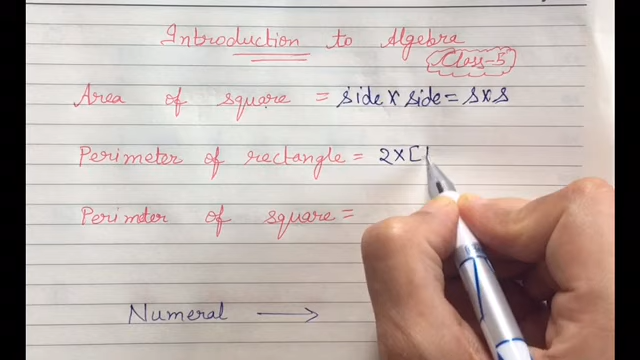 Introduction to Algebra
Class-5
Area of square = side x side = s x s
Perimeter of rectangle = 2 x [l
Perimeter of square =
Numeral ⟶